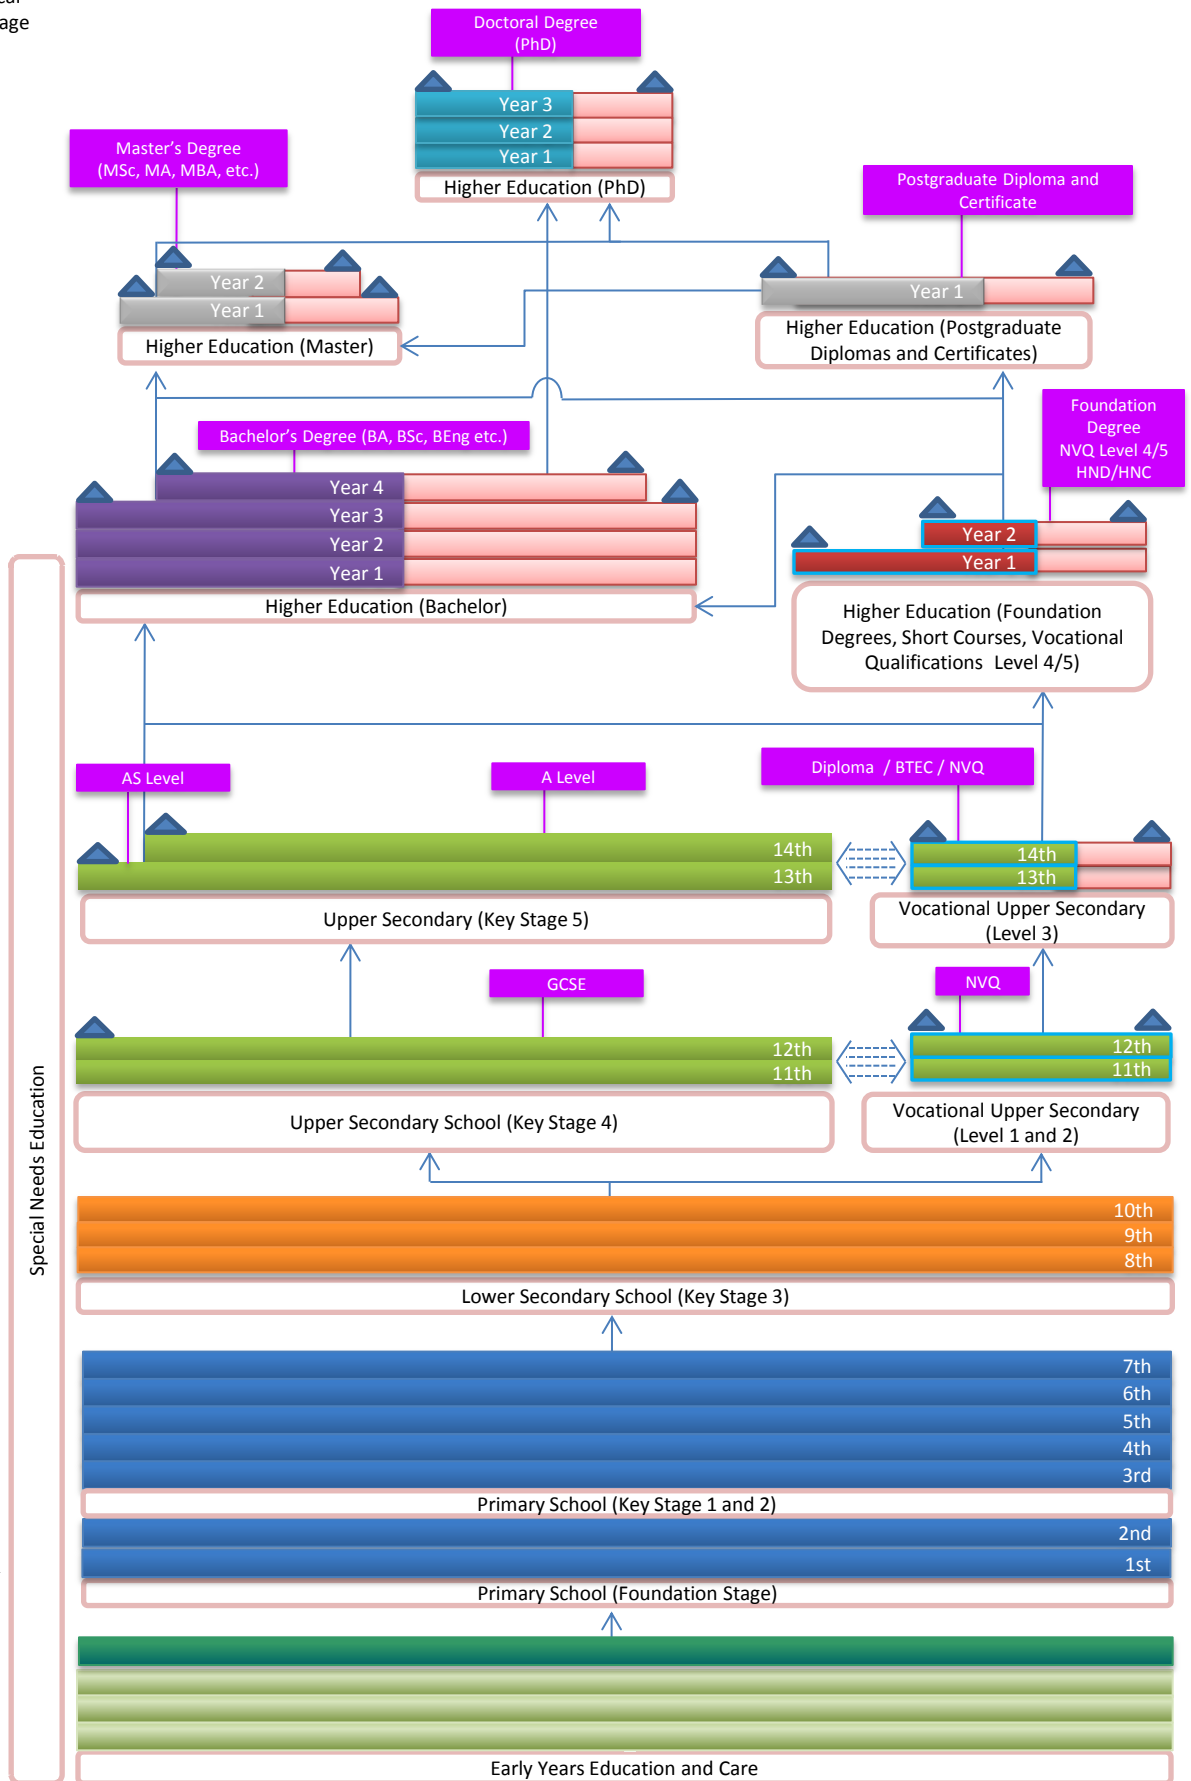 Doctoral Degree
(PhD)
Year 3
Year 2
Year 1
Higher Education (PhD)
Master's Degree
(MSc, MA, MBA, etc.)
Postgraduate Diploma and
Certificate
Year 2
Year 1
Higher Education (Master)
Year 1
Higher Education (Postgraduate
Diplomas and Certificates)
Bachelor's Degree (BA, BSc, BEng etc.)
Foundation
Degree
NVQ Level 4/5
HND/HNC
Year 4
Year 3
Year 2
Year 1
Higher Education (Bachelor)
Year 2
Year 1
Higher Education (Foundation
Degrees, Short Courses, Vocational
Qualifications Level 4/5)
AS Level
A Level
Diploma / BTEC / NVQ
14th
13th
Upper Secondary (Key Stage 5)
14th
13th
Vocational Upper Secondary
(Level 3)
GCSE
NVQ
12th
11th
Upper Secondary School (Key Stage 4)
12th
11th
Vocational Upper Secondary
(Level 1 and 2)
Special Needs Education
10th
9th
8th
Lower Secondary School (Key Stage 3)
7th
6th
5th
4th
3rd
Primary School (Key Stage 1 and 2)
2nd
1st
Primary School (Foundation Stage)
Early Years Education and Care